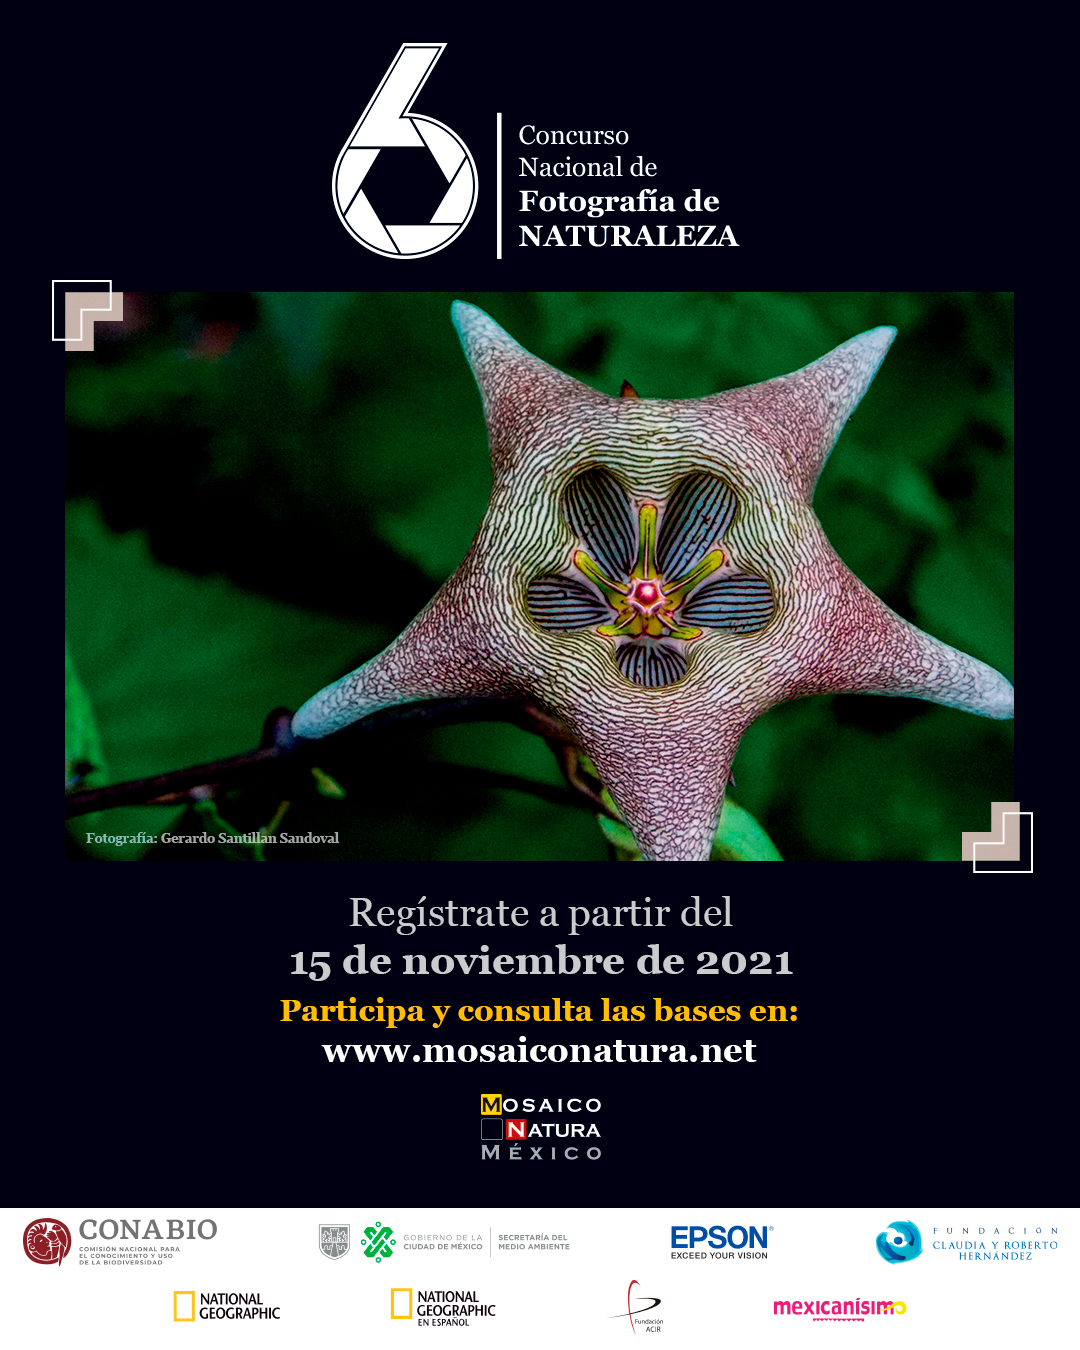 6
Concurso
Nacional de
Fotografía de
NATURALEZA
Fotografía: Gerardo Santillan Sandoval
Regístrate a partir del
15 de noviembre de 2021
Participa y consulta las bases en:
www.mosaiconatura.net
MOSAICO
NATURA
MÉXICO
CONABIO
COMISIÓN NACIONAL PARA
EL CONOCIMIENTO Y USO
DE LA BIODIVERSIDAD
GOBIERNO DE LA
CIUDAD DE MÉXICO
SECRETARÍA DEL
MEDIO AMBIENTE
EPSON®
EXCEED YOUR VISION
FUNDACIÓN
CLAUDIA Y ROBERTO
HERNÁNDEZ
NATIONAL
GEOGRAPHIC
NATIONAL
GEOGRAPHIC
EN ESPAÑOL
Fundación
ACIR
mexicanísimo